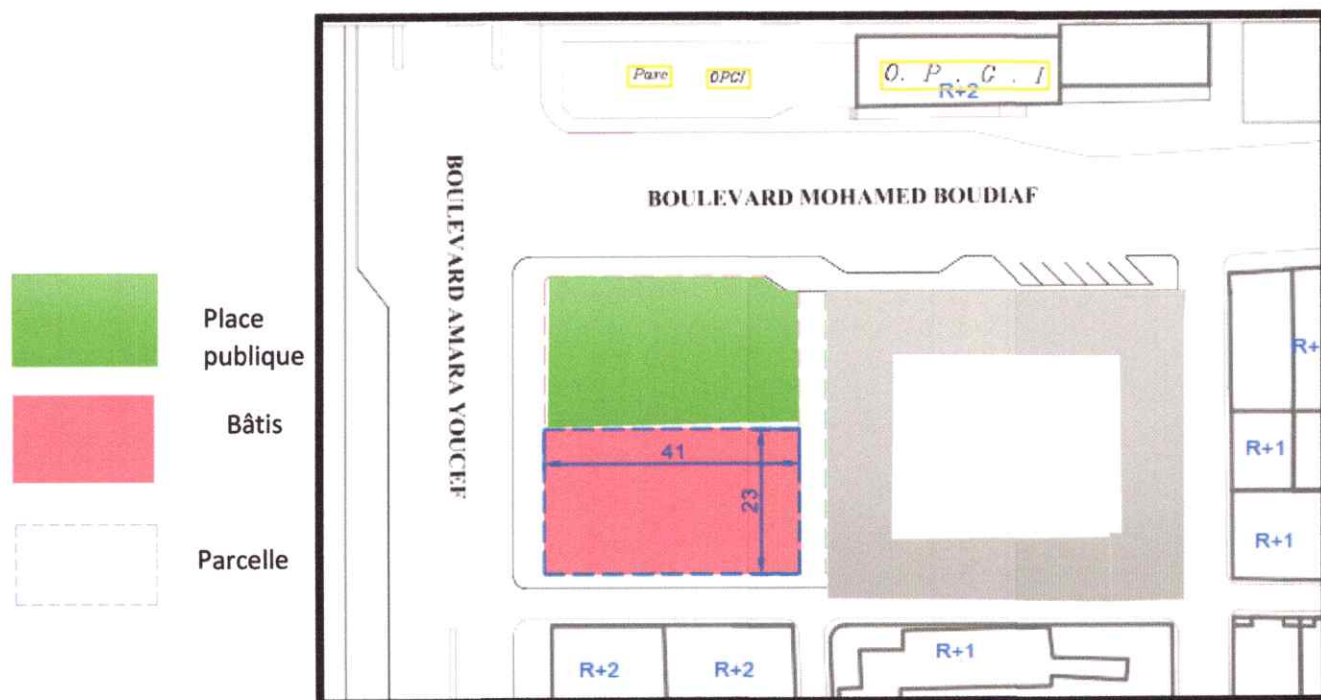 Parc OPGI
O. P. G. I
R+2
BOULEVARD MOHAMED BOUDIAF
BOULEVARD AMARA YOUCEF
Place
publique
Bâtis
Parcelle
41
23
R+
R+1
R+1
R+2
R+2
R+1